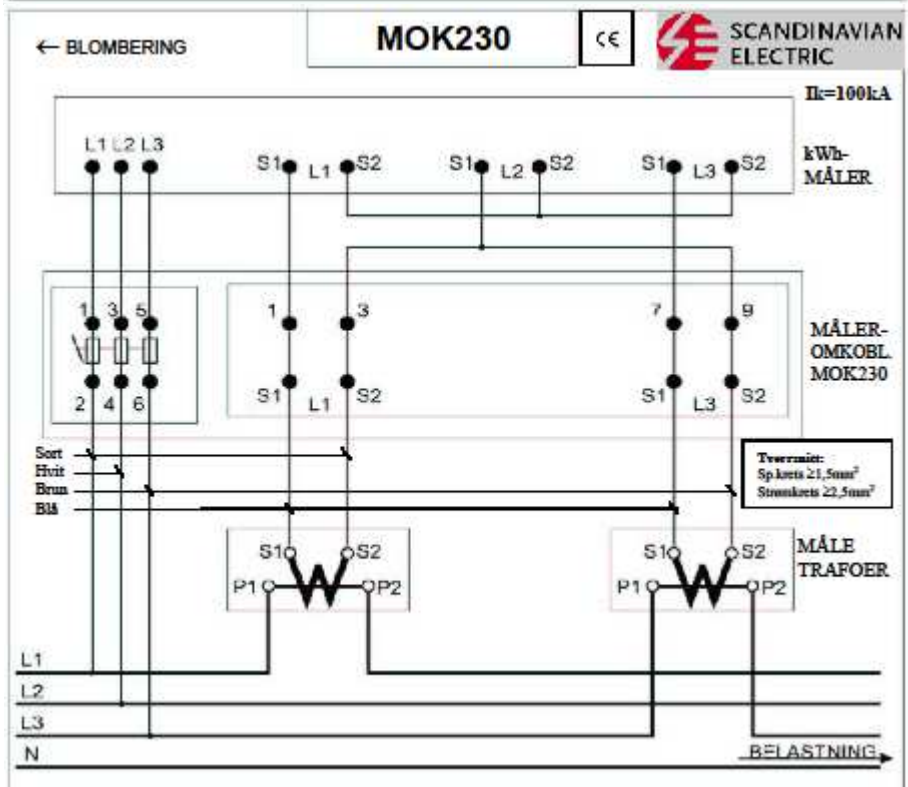 ← BLOMBERING
MOK230
CE
SCANDINAVIAN
ELECTRIC
Ik=100kA
L1 L2 L3
S1 L1 S2
S1 L2 S2
S1 L3 S2
kWh-
MÅLER
1 3 5
1 3
7 9
MÅLER-
OMKOBL.
MOK230
2 4 6
S1 L1 S2
S1 L3 S2
Sort
Hvit
Brun
Blå
Tverrsnitt:
Sp.krets ≥1,5mm²
Strømkrets ≥2,5mm²
S1 S2
P1 P2
S1 S2
P1 P2
MÅLE
TRAFOER
L1
L2
L3
N
BELASTNING